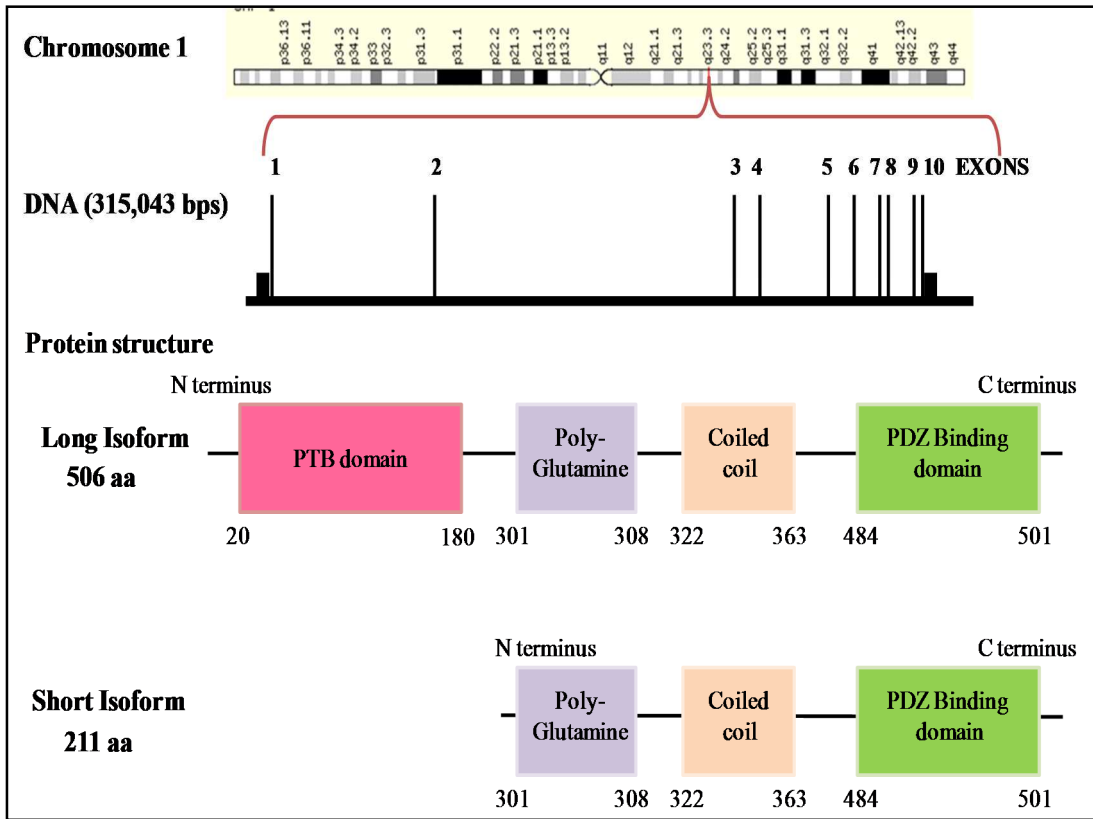 Chromosome 1
p36.13
p36.11
p34.3
p34.2
p33
p32.3
p31.3
p31.1
p22.2
p21.3
p21.1
p13.3
p13.2
q11
q12
q21.1
q21.3
q23.3
q24.2
q25.2
q25.3
q31.1
q31.3
q32.1
q32.2
q41
q42.13
q42.2
q43
q44
1 2 3 4 5 6 7 8 9 10 EXONS
DNA (315,043 bps)
Protein structure
N terminus C terminus
Long Isoform
506 aa
PTB domain
Poly-
Glutamine
Coiled
coil
PDZ Binding
domain
20 180 301 308 322 363 484 501
N terminus C terminus
Short Isoform
211 aa
Poly-
Glutamine
Coiled
coil
PDZ Binding
domain
301 308 322 363 484 501